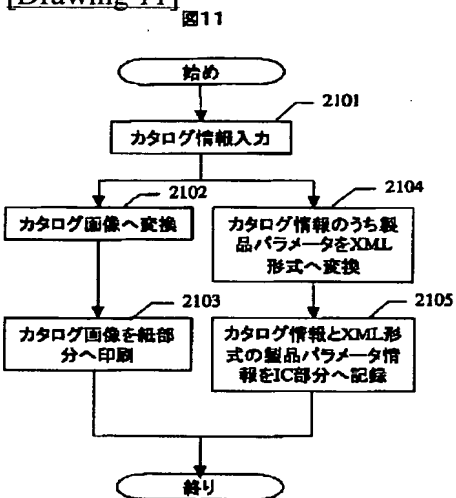 [Drawing 11]
図11
始め
2101
カタログ情報入力
2102
カタログ画像へ変換
2104
カタログ情報のうち製
品パラメータをXML
形式へ変換
2103
カタログ画像を紙部
分へ印刷
2105
カタログ情報とXML形
式の製品パラメータ情
報をIC部分へ記録
終り